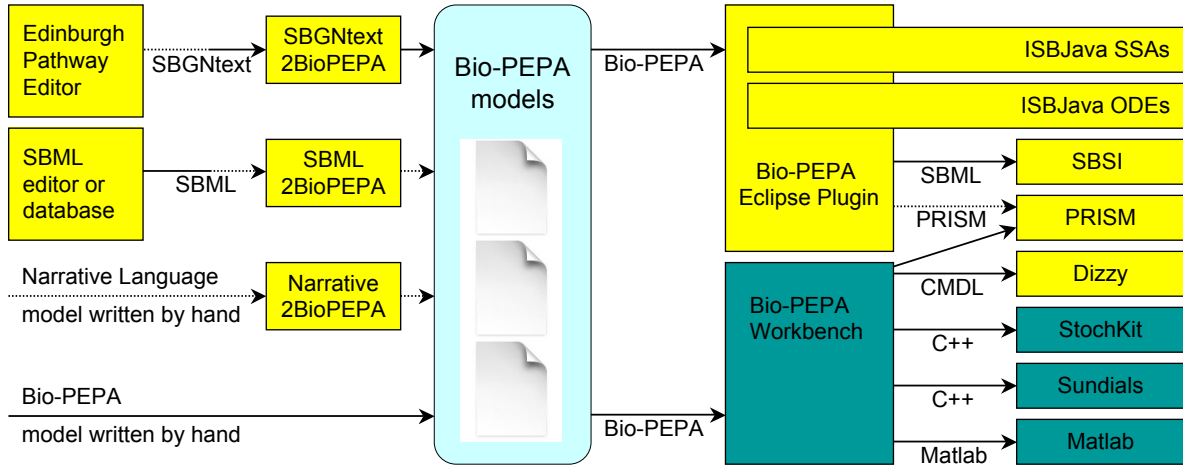 Edinburgh
Pathway
Editor
SBGNtext
SBGNtext
2BioPEPA
SBML
editor or
database
SBML
SBML
2BioPEPA
Narrative Language
model written by hand
Narrative
2BioPEPA
Bio-PEPA
model written by hand
Bio-PEPA
models
Bio-PEPA
Bio-PEPA
ISBJava SSAs
ISBJava ODEs
Bio-PEPA
Eclipse Plugin
SBML
SBSI
PRISM
PRISM
Bio-PEPA
Workbench
CMDL
Dizzy
C++
StochKit
C++
Sundials
Matlab
Matlab